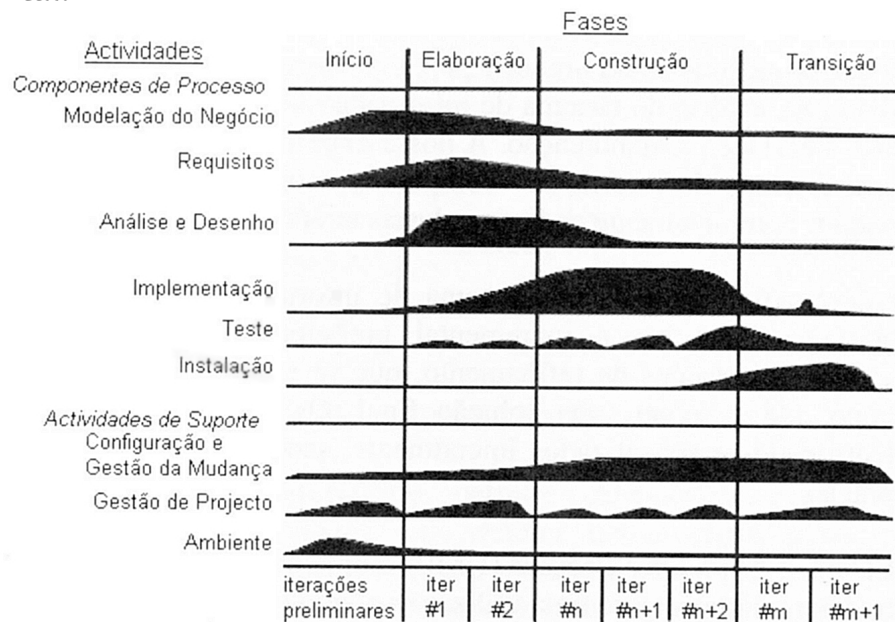 Fases
Actividades
Início Elaboração Construção Transição
Componentes de Processo
Modelação do Negócio
Requisitos
Análise e Desenho
Implementação
Teste
Instalação
Actividades de Suporte
Configuração e
Gestão da Mudança
Gestão de Projecto
Ambiente
iterações iter iter iter iter iter iter iter
preliminares #1 #2 #n #n+1 #n+2 #m #m+1